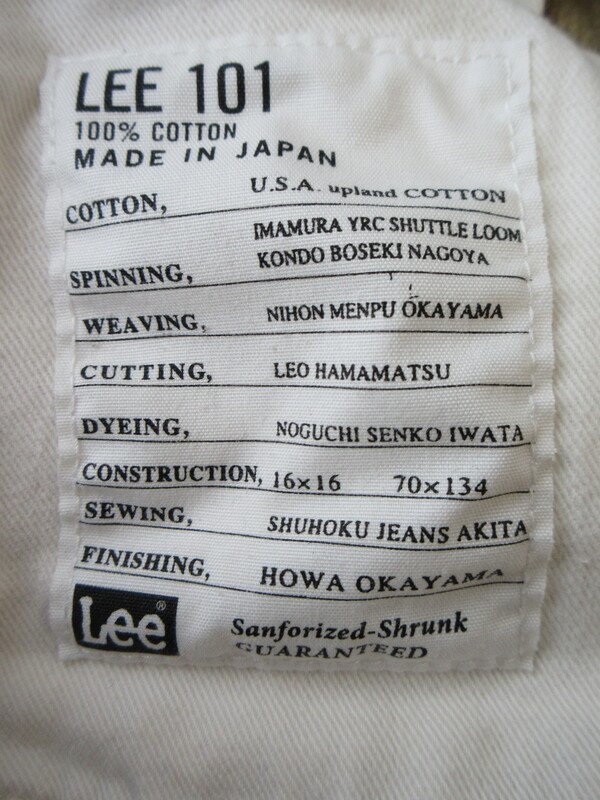 LEE 101
100% COTTON
MADE IN JAPAN
COTTON, U.S.A. upland COTTON
IMAMURA YRC SHUTTLE LOOM
SPINNING, KONDO BOSEKI NAGOYA
WEAVING, NIHON MENPU OKAYAMA
CUTTING, LEO HAMAMATSU
DYEING, NOGUCHI SENKO IWATA
CONSTRUCTION, 16×16 70×134
SEWING, SHUHOKU JEANS AKITA
FINISHING, HOWA OKAYAMA
Lee® Sanforized-Shrunk
GUARANTEED